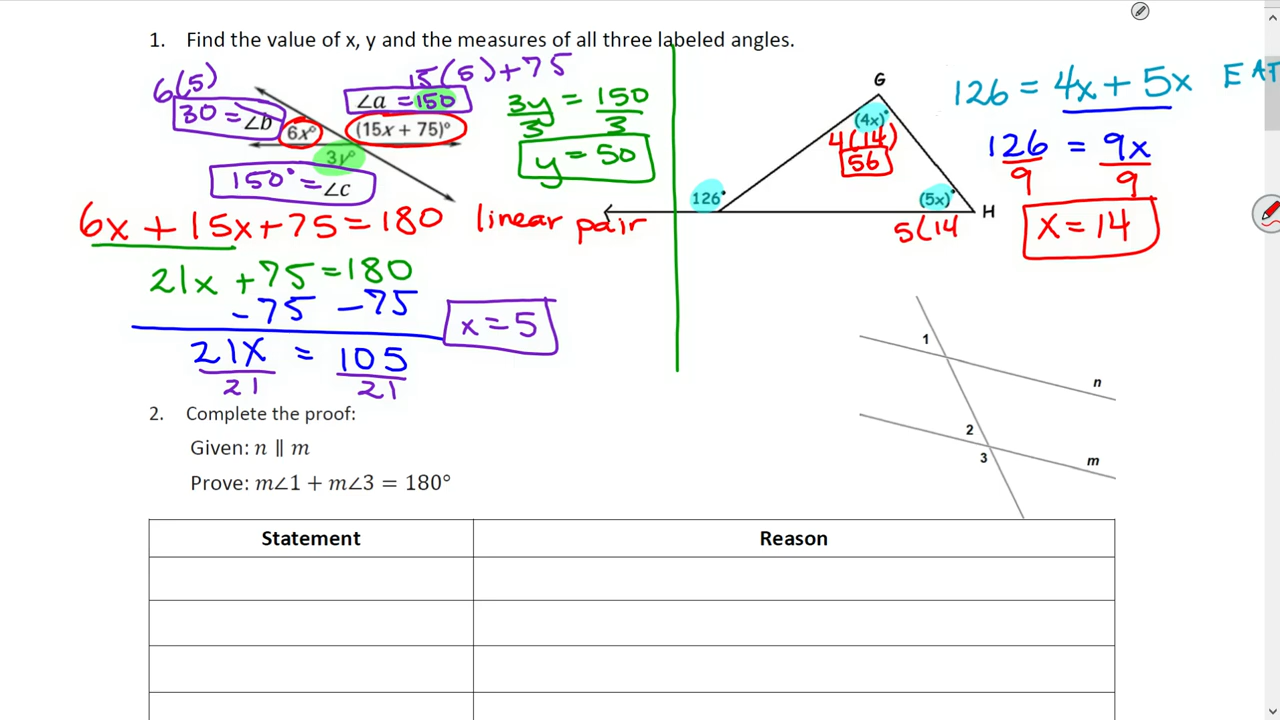 1. Find the value of x, y and the measures of all three labeled angles.
6(5)
30 = ∠b
6x°
15(5)+75
∠a = 150
(15x + 75)°
3y°
150° = ∠c
3y = 150
3 3
y = 50
6x + 15x + 75 = 180 linear pair
21x + 75 = 180
- 75 - 75
21x = 105
21 21
x = 5
G
(4x)°
4(14)
56
126°
(5x)°
H
5(14
126 = 4x + 5x EAT
126 = 9x
9 9
x = 14
1
n
2
3
m
2. Complete the proof:
Given: n ∥ m
Prove: m∠1 + m∠3 = 180°
Statement Reason